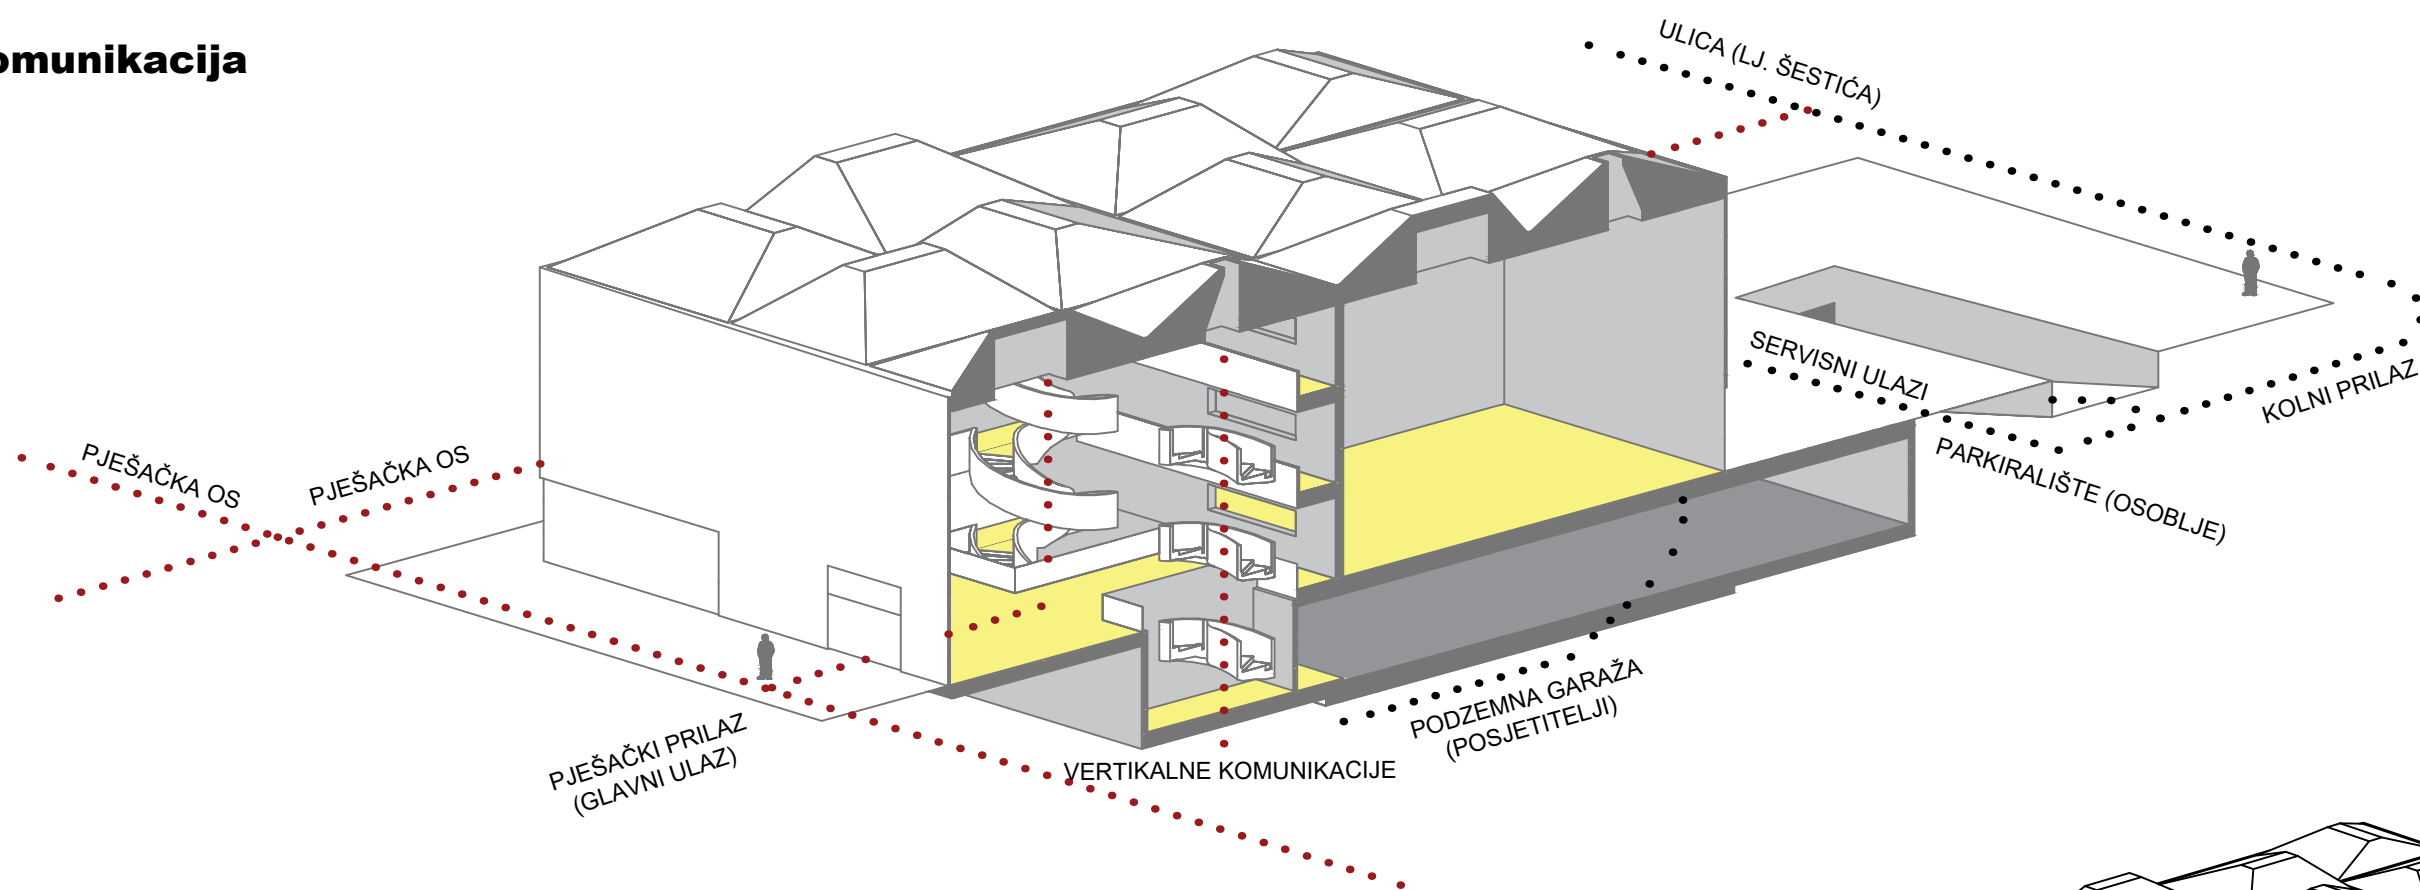 omunikacija
ULICA (LJ. ŠESTIĆA)
SERVISNI ULAZI
KOLNI PRILAZ
PARKIRALIŠTE (OSOBLJE)
PJEŠAČKA OS
PJEŠAČKA OS
PODZEMNA GARAŽA
(POSJETITELJI)
PJEŠAČKI PRILAZ
(GLAVNI ULAZ)
VERTIKALNE KOMUNIKACIJE